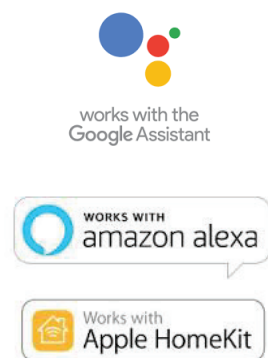 works with the
Google Assistant
WORKS WITH
amazon alexa
Works with
Apple HomeKit